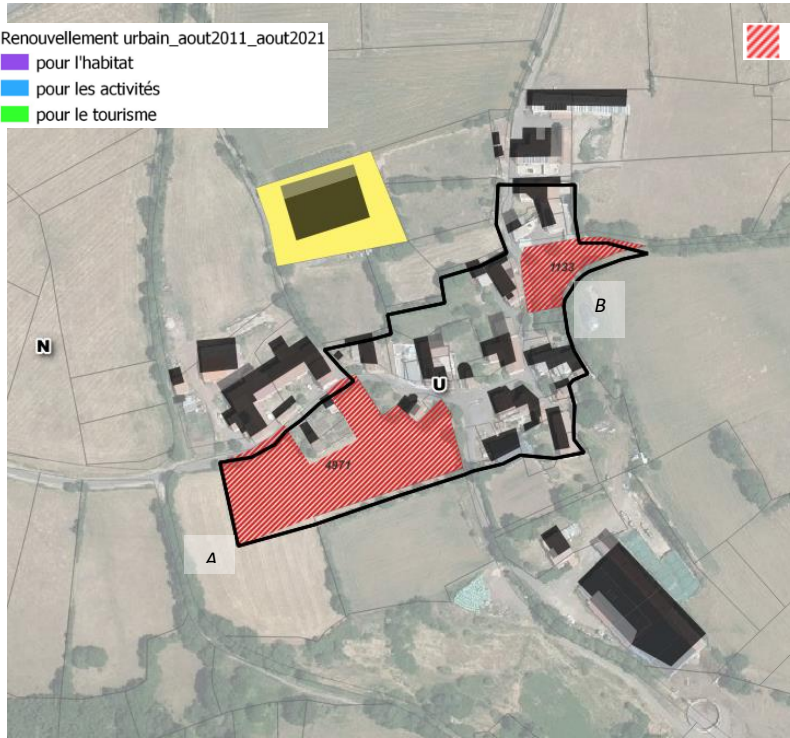 Renouvellement urbain_aout2011_aout2021
pour l'habitat
pour les activités
pour le tourisme
1133
B
N
U
4971
A